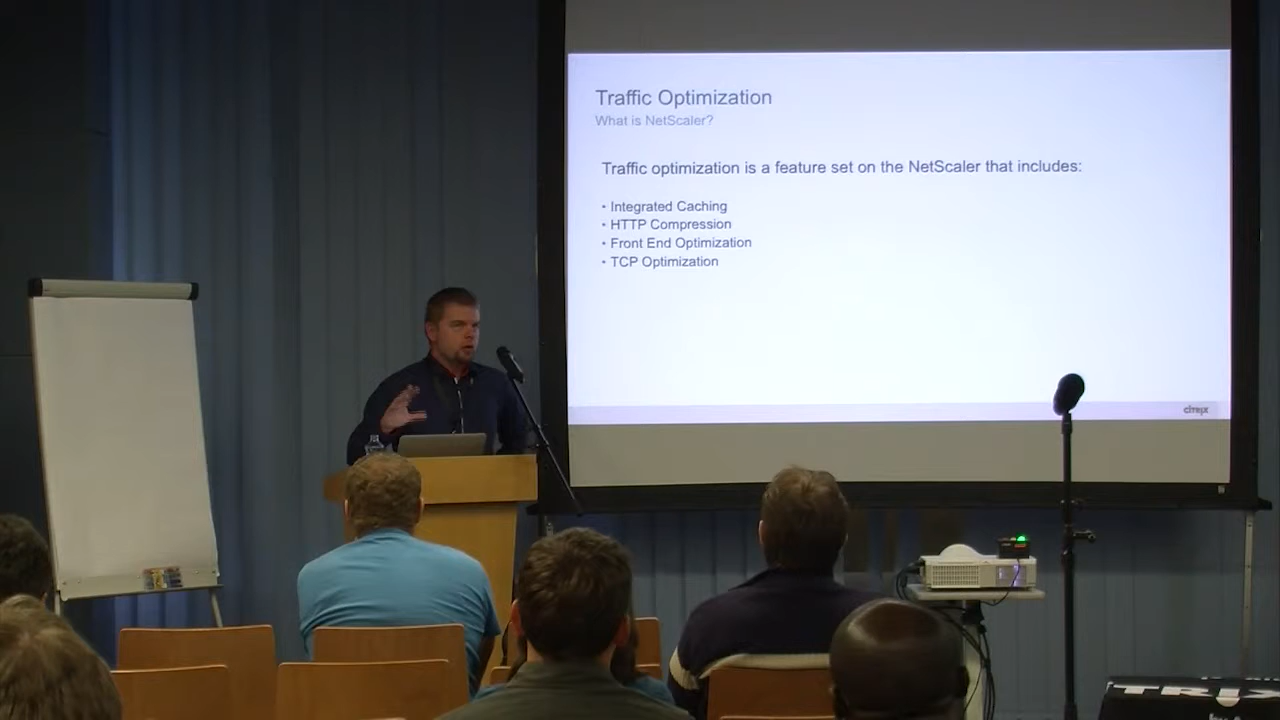 Traffic Optimization
What is NetScaler?
Traffic optimization is a feature set on the NetScaler that includes:
• Integrated Caching
• HTTP Compression
• Front End Optimization
• TCP Optimization
citrix